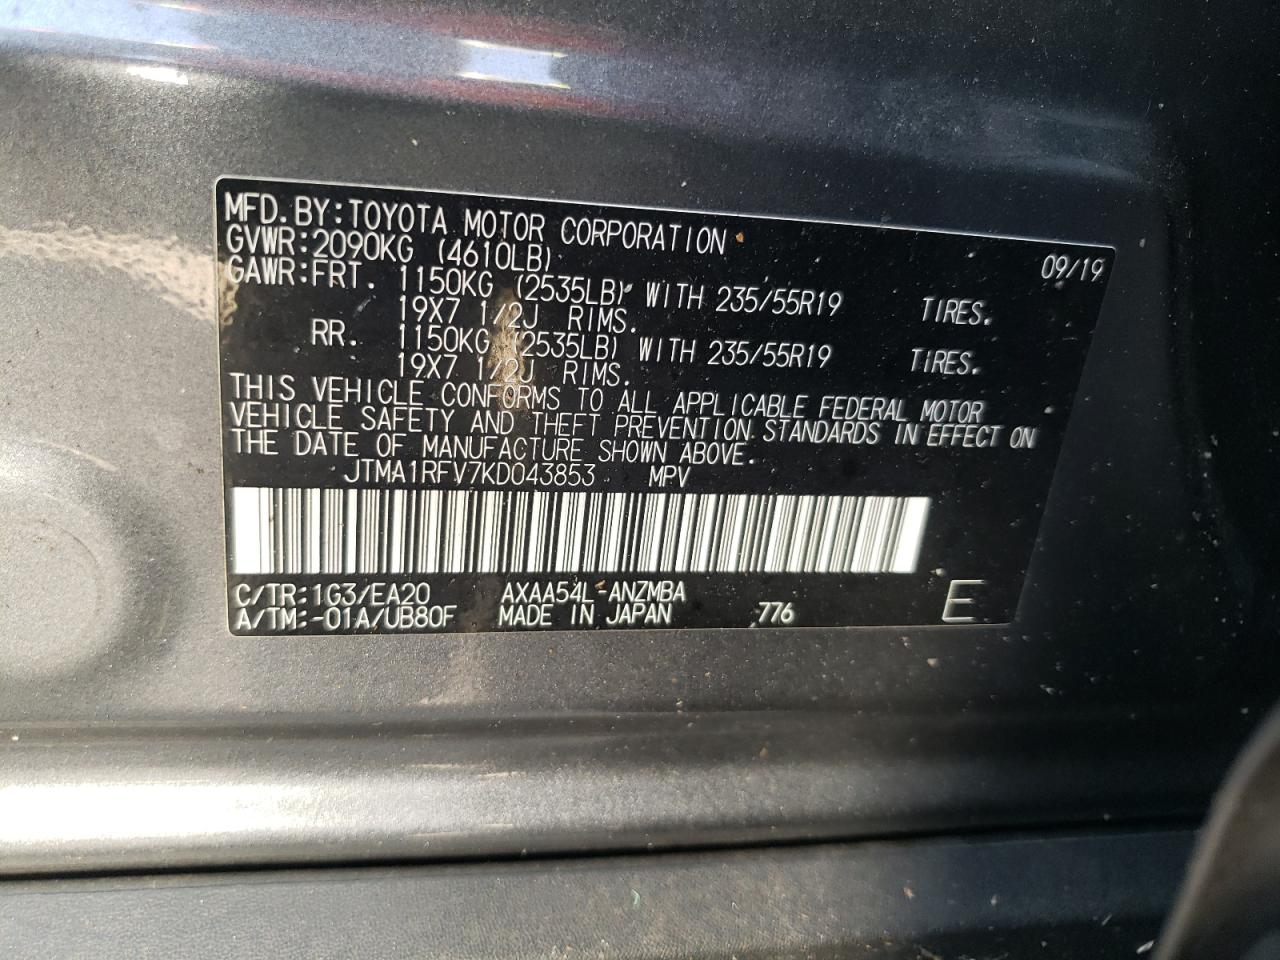 MFD.BY:TOYOTA MOTOR CORPORATION 09/19
GVWR:2090KG (4610LB)
GAWR:FRT. 1150KG (2535LB) WITH 235/55R19 TIRES.
19X7 1/2J RIMS.
RR. 1150KG (2535LB) WITH 235/55R19 TIRES.
19X7 1/2J RIMS.
THIS VEHICLE CONFORMS TO ALL APPLICABLE FEDERAL MOTOR
VEHICLE SAFETY AND THEFT PREVENTION STANDARDS IN EFFECT ON
THE DATE OF MANUFACTURE SHOWN ABOVE.
JTMA1RFV7KD043853 MPV
C/TR:1G3/EA20 AXAA54L-ANZMBA
A/TM:-01A/UB80F MADE IN JAPAN 776 E